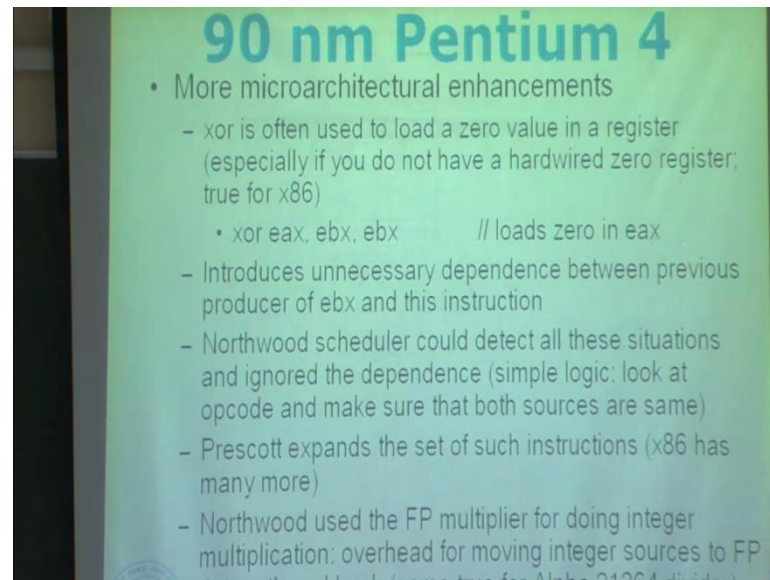 90 nm Pentium 4
• More microarchitectural enhancements
– xor is often used to load a zero value in a register
(especially if you do not have a hardwired zero register;
true for x86)
• xor eax, ebx, ebx // loads zero in eax
– Introduces unnecessary dependence between previous
producer of ebx and this instruction
– Northwood scheduler could detect all these situations
and ignored the dependence (simple logic: look at
opcode and make sure that both sources are same)
– Prescott expands the set of such instructions (x86 has
many more)
– Northwood used the FP multiplier for doing integer
multiplication: overhead for moving integer sources to FP